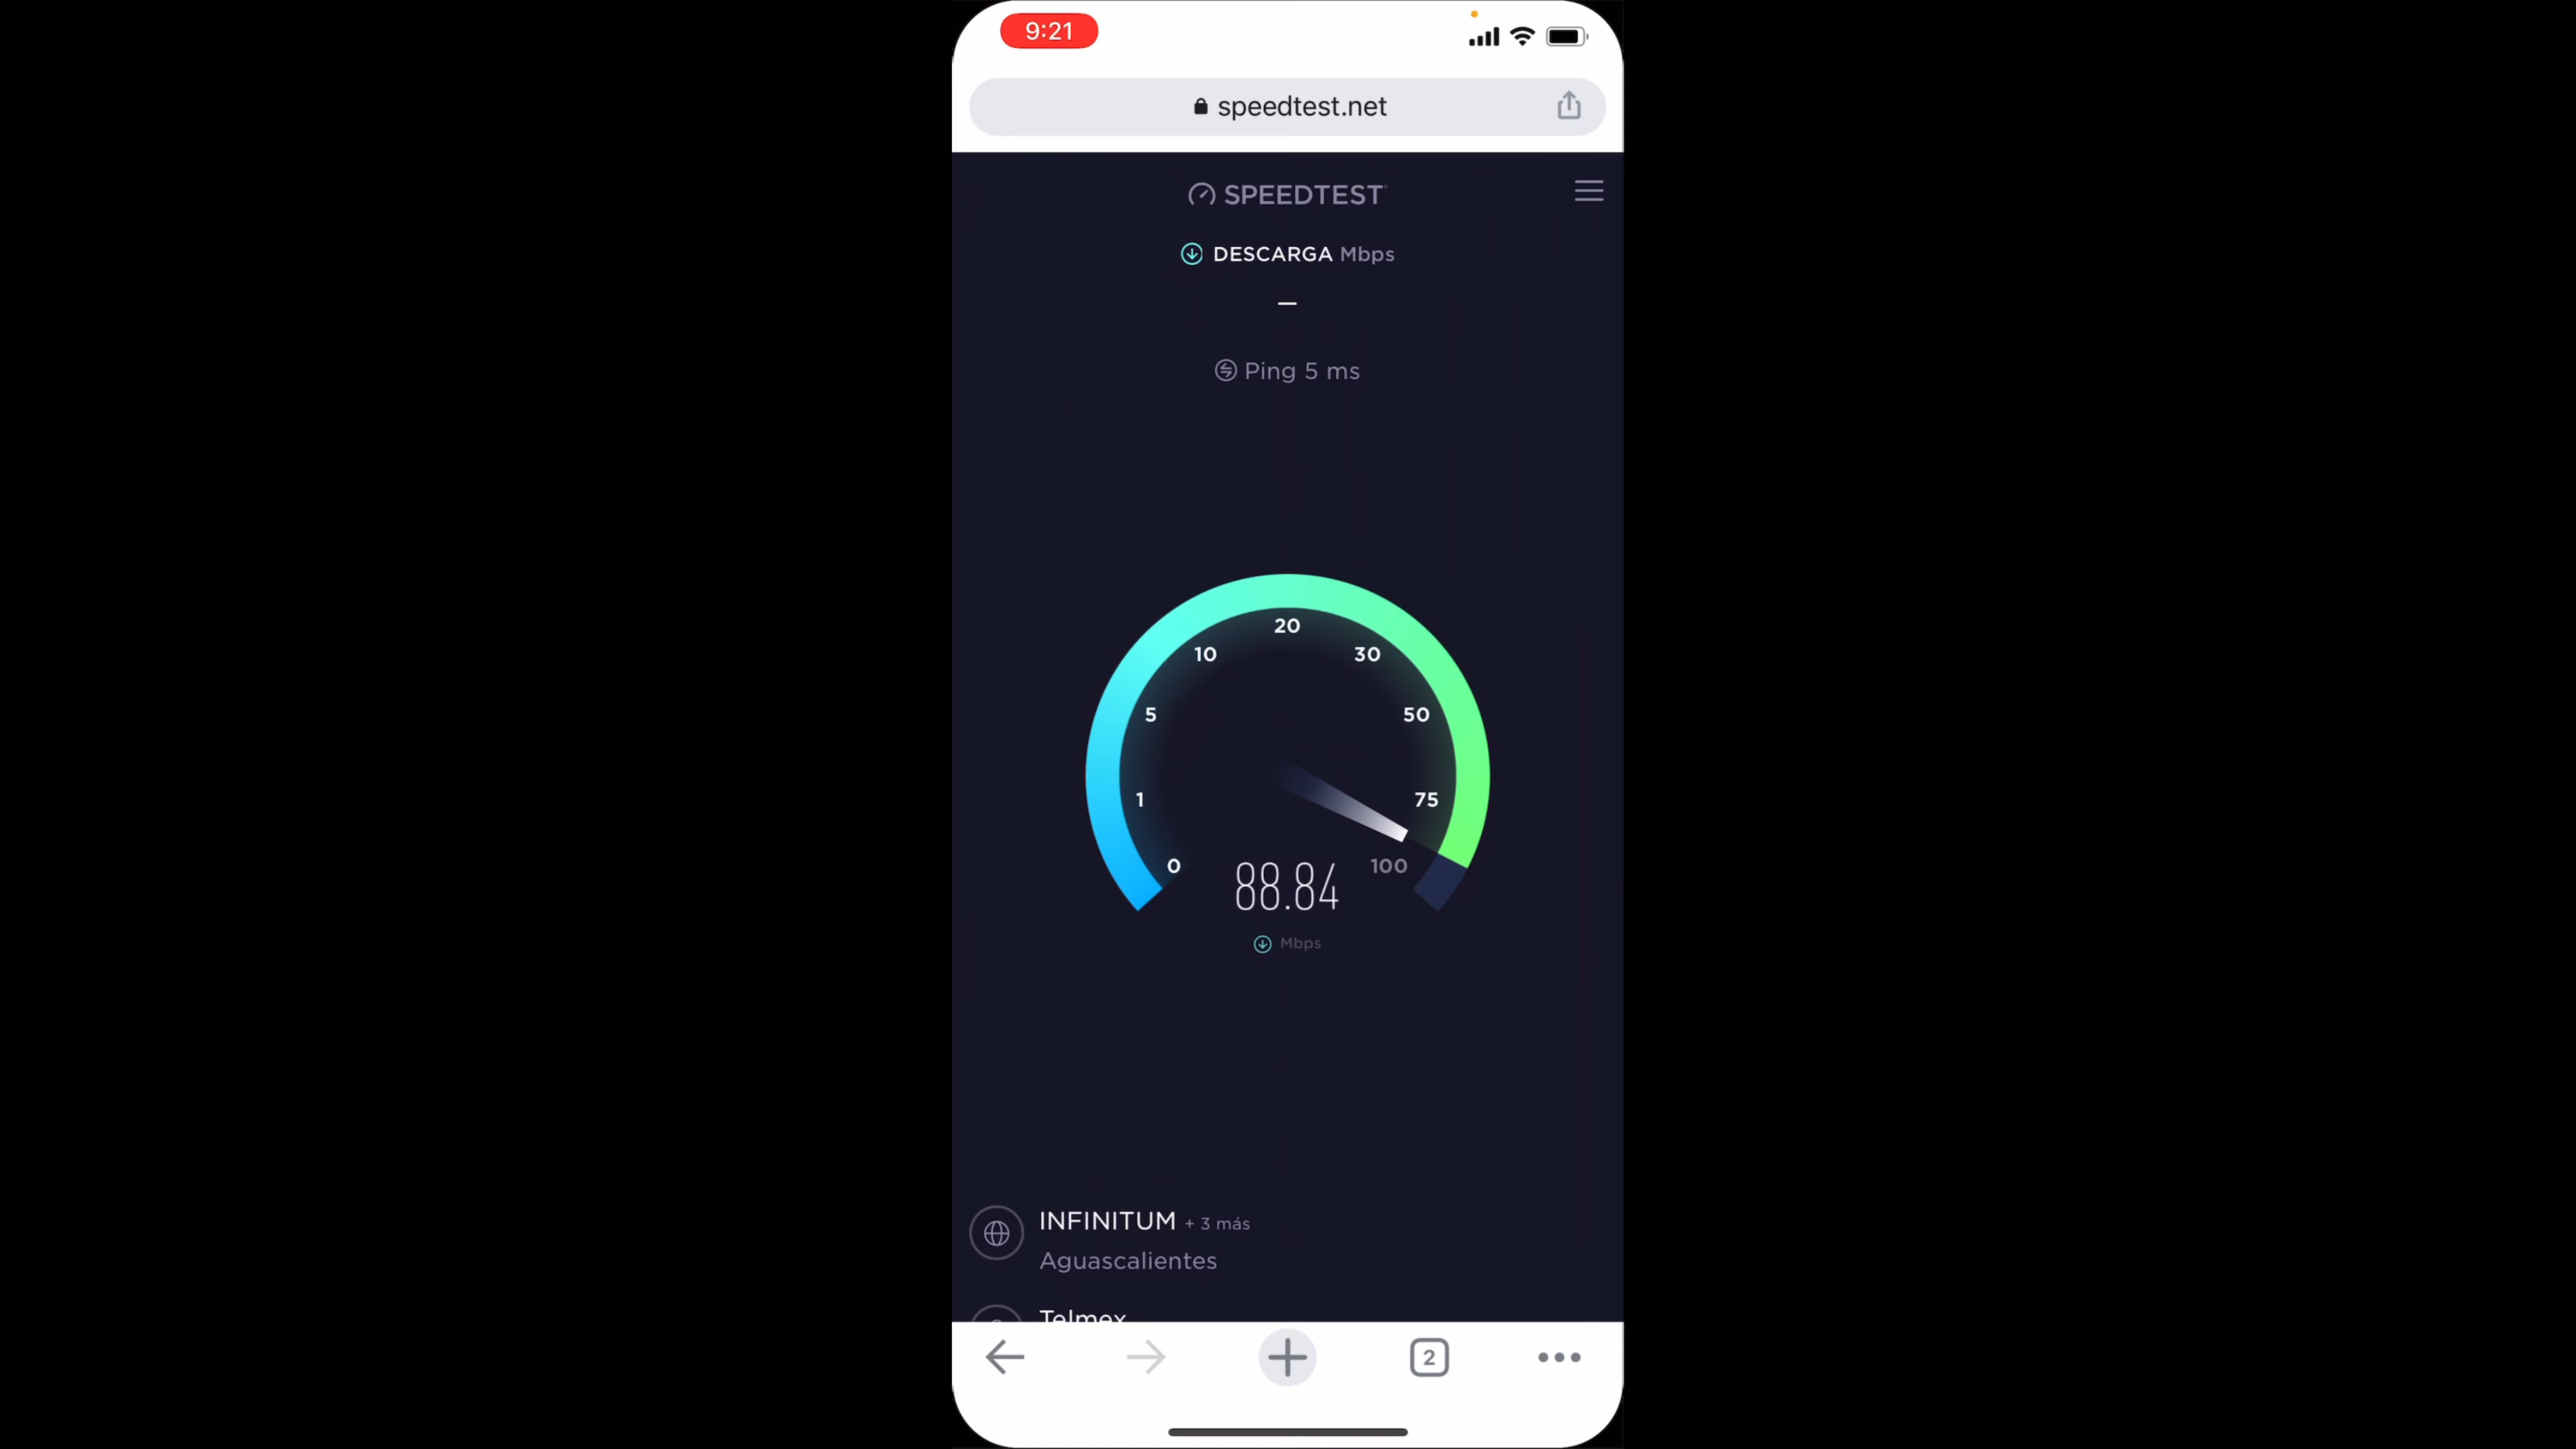 9:21
speedtest.net
SPEEDTEST
DESCARGA Mbps
—
Ping 5 ms
20
10
30
5
50
1
75
0
100
88.84
Mbps
INFINITUM + 3 más
Aguascalientes
Telmex
2